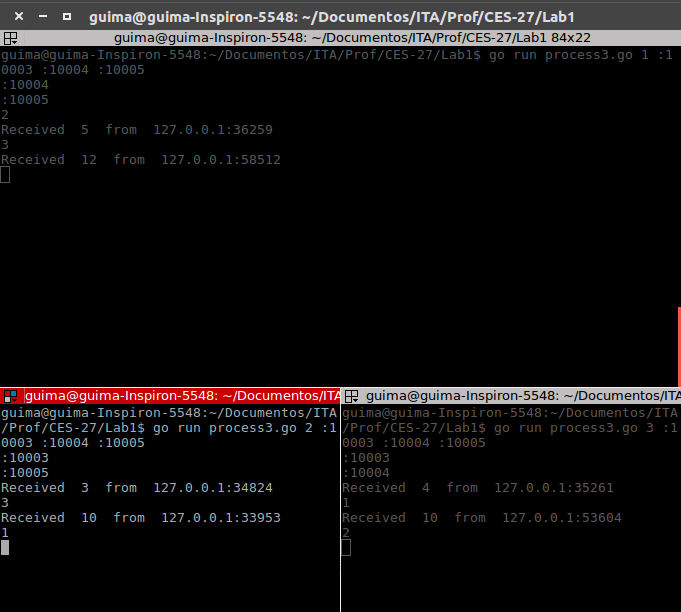 guima@guima-Inspiron-5548: ~/Documentos/ITA/Prof/CES-27/Lab1
guima@guima-Inspiron-5548: ~/Documentos/ITA/Prof/CES-27/Lab1 84x22
guima@guima-Inspiron-5548:~/Documentos/ITA/Prof/CES-27/Lab1$ go run process3.go 1 :1
0003 :10004 :10005
:10004
:10005
2
Received  5  from  127.0.0.1:36259
3
Received  12  from  127.0.0.1:58512
guima@guima-Inspiron-5548: ~/Documentos/ITA
guima@guima-Inspiron-5548:~/Documentos/ITA
/Prof/CES-27/Lab1$ go run process3.go 2 :1
0003 :10004 :10005
:10003
:10005
Received  3  from  127.0.0.1:34824
3
Received  10  from  127.0.0.1:33953
1
guima@guima-Inspiron-5548: ~/Documentos/ITA
guima@guima-Inspiron-5548:~/Documentos/ITA
/Prof/CES-27/Lab1$ go run process3.go 3 :1
0003 :10004 :10005
:10003
:10004
Received  4  from  127.0.0.1:35261
1
Received  10  from  127.0.0.1:53604
2